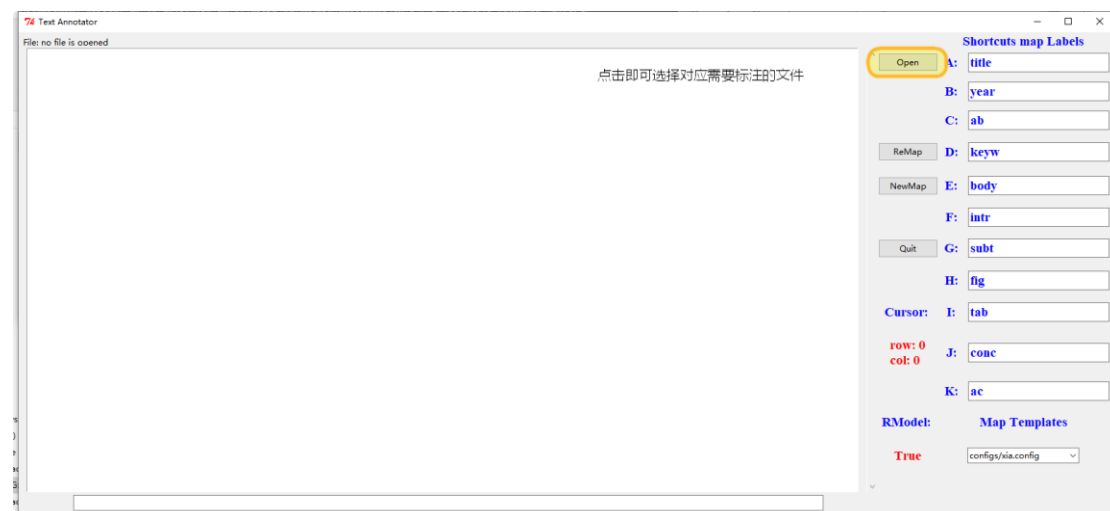 Text Annotator
File: no file is opened
Shortcuts map Labels
点击即可选择对应需要标注的文件
Open
A: title
B: year
C: ab
ReMap
D: keyw
NewMap
E: body
F: intr
Quit
G: subt
H: fig
Cursor:
I: tab
row: 0
col: 0
J: conc
K: ac
RModel:
Map Templates
True
configs/xia.config